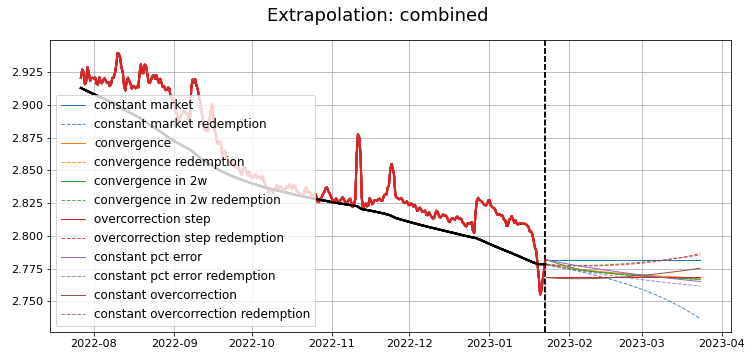 Extrapolation: combined
2.925
2.900
2.875
2.850
2.825
2.800
2.775
2.750
constant market
constant market redemption
convergence
convergence redemption
convergence in 2w
convergence in 2w redemption
overcorrection step
overcorrection step redemption
constant pct error
constant pct error redemption
constant overcorrection
constant overcorrection redemption
2022-08 2022-09 2022-10 2022-11 2022-12 2023-01 2023-02 2023-03 2023-04